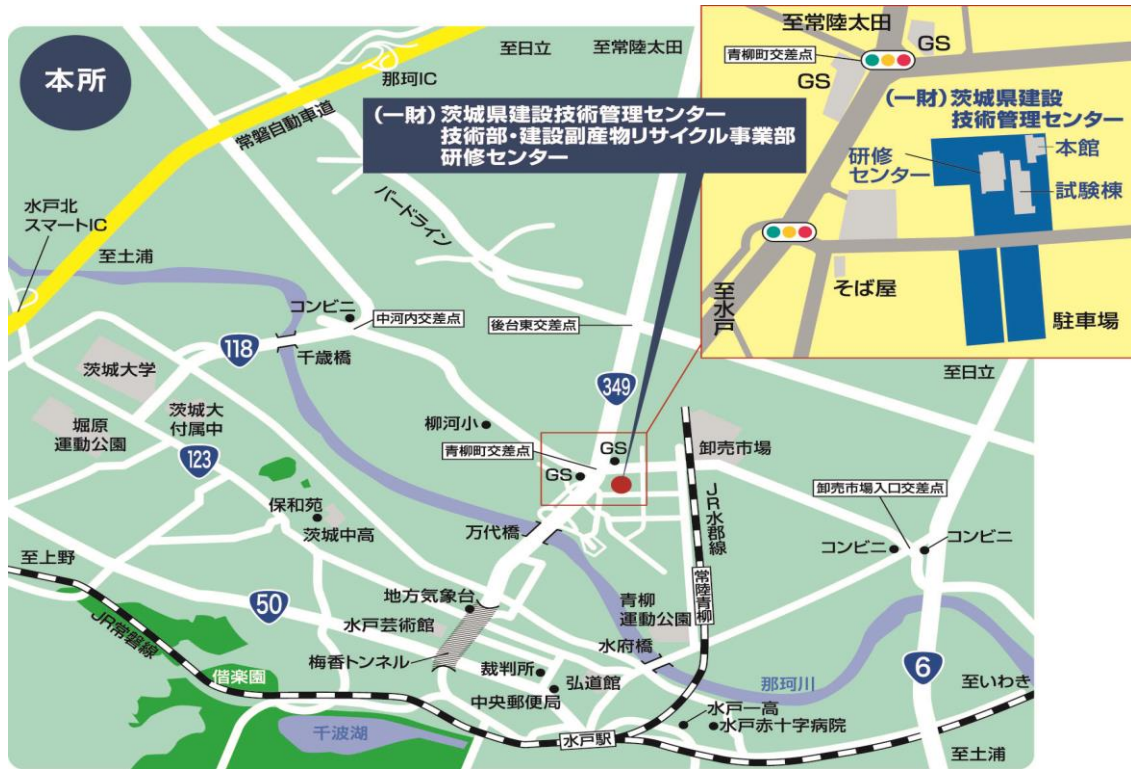 本所
至日立
至常陸太田
那珂IC
常磐自動車道
(一財)茨城県建設技術管理センター
技術部・建設副産物リサイクル事業部
研修センター
バードライン
水戸北
スマートIC
至土浦
コンビニ
中河内交差点
後台東交差点
118
千歳橋
茨城大学
349
堀原
運動公園
茨城大
付属中
123
柳河小
青柳町交差点
GS
GS
卸売市場
至日立
卸売市場入口交差点
保和苑
茨城中高
万代橋
JR水郡線
コンビニ
コンビニ
至上野
50
地方気象台
水戸芸術館
梅香トンネル
青柳
運動公園
常陸青柳
水府橋
JR常磐線
偕楽園
裁判所
弘道館
中央郵便局
那珂川
6
至いわき
千波湖
水戸駅
水戸一高
水戸赤十字病院
至土浦
至常陸太田
GS
青柳町交差点
GS
(一財)茨城県建設
技術管理センター
本館
研修
センター
試験棟
そば屋
至水戸
駐車場